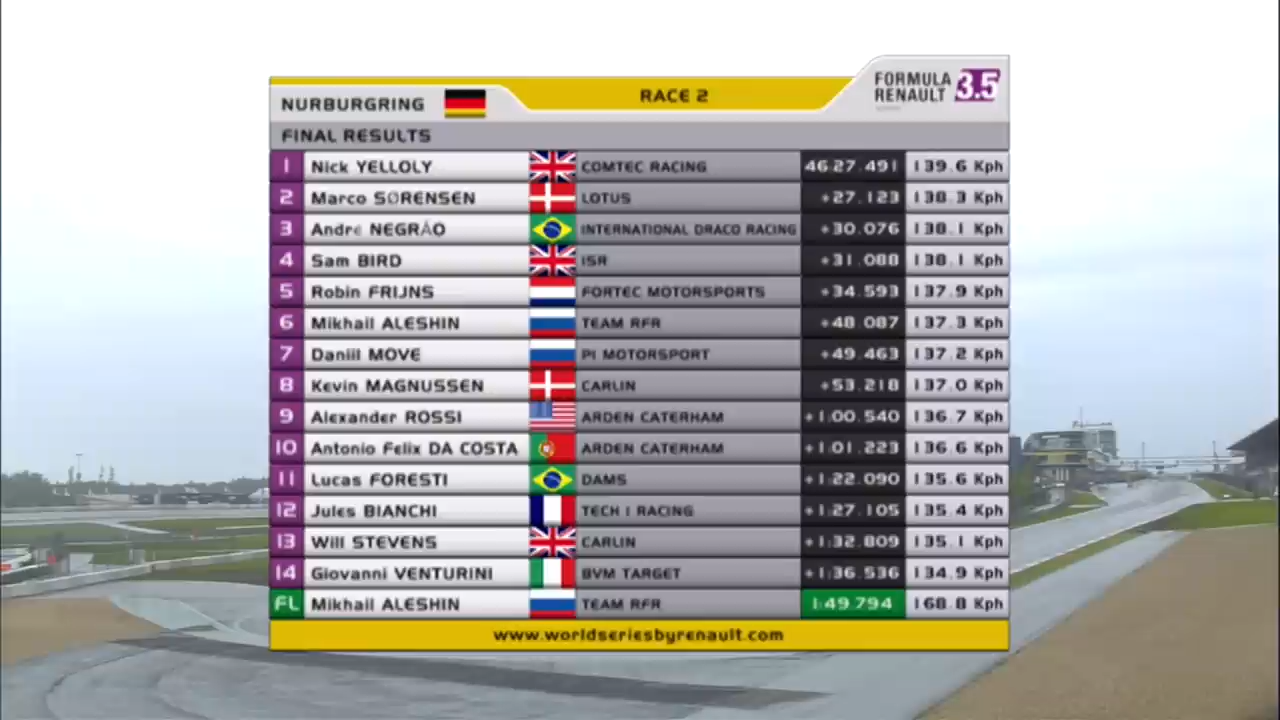 NURBURGRING RACE 2 FORMULA RENAULT 3.5
FINAL RESULTS
1 Nick YELLOLY COMTEC RACING 46:27.491 139.6 Kph
2 Marco SØRENSEN LOTUS +27.123 138.3 Kph
3 André NEGRÃO INTERNATIONAL DRACO RACING +30.076 138.1 Kph
4 Sam BIRD ISR +31.088 138.1 Kph
5 Robin FRIJNS FORTEC MOTORSPORTS +34.593 137.9 Kph
6 Mikhail ALESHIN TEAM RFR +48.087 137.3 Kph
7 Daniil MOVE PI MOTORSPORT +49.463 137.2 Kph
8 Kevin MAGNUSSEN CARLIN +53.218 137.0 Kph
9 Alexander ROSSI ARDEN CATERHAM +1:00.540 136.7 Kph
10 Antonio Felix DA COSTA ARDEN CATERHAM +1:01.223 136.6 Kph
11 Lucas FORESTI DAMS +1:22.090 135.6 Kph
12 Jules BIANCHI TECH 1 RACING +1:27.105 135.4 Kph
13 Will STEVENS CARLIN +1:32.809 135.1 Kph
14 Giovanni VENTURINI BVM TARGET +1:36.536 134.9 Kph
FL Mikhail ALESHIN TEAM RFR 1:49.794 168.8 Kph
www.worldseriesbyrenault.com